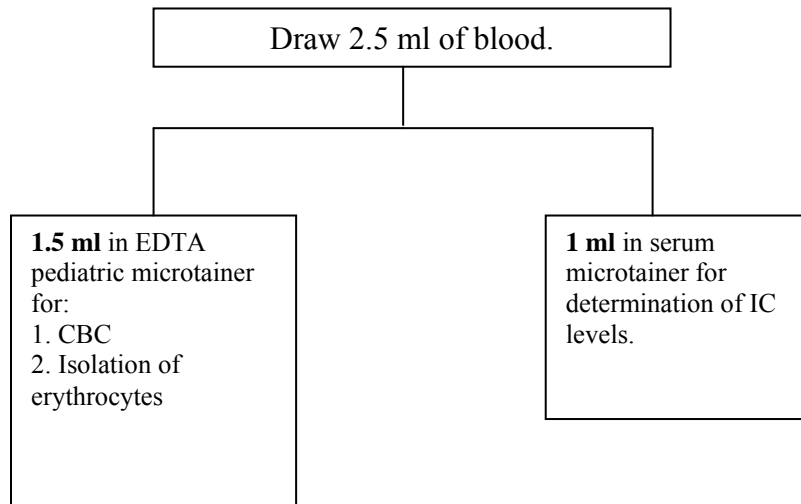 Draw 2.5 ml of blood.
1.5 ml in EDTA
pediatric microtainer
for:
1. CBC
2. Isolation of
erythrocytes
1 ml in serum
microtainer for
determination of IC
levels.